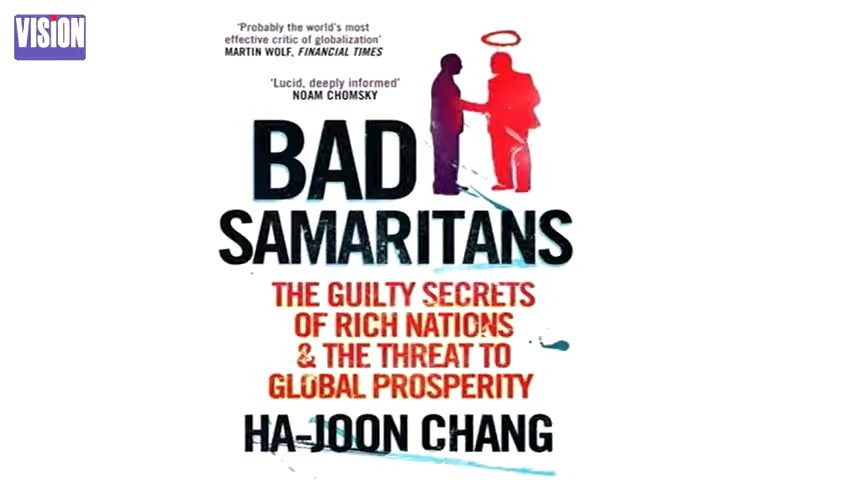 VISION
'Probably the world's most
effective critic of globalization'
MARTIN WOLF, FINANCIAL TIMES
'Lucid, deeply informed'
NOAM CHOMSKY
BAD
SAMARITANS
THE GUILTY SECRETS
OF RICH NATIONS
& THE THREAT TO
GLOBAL PROSPERITY
HA-JOON CHANG